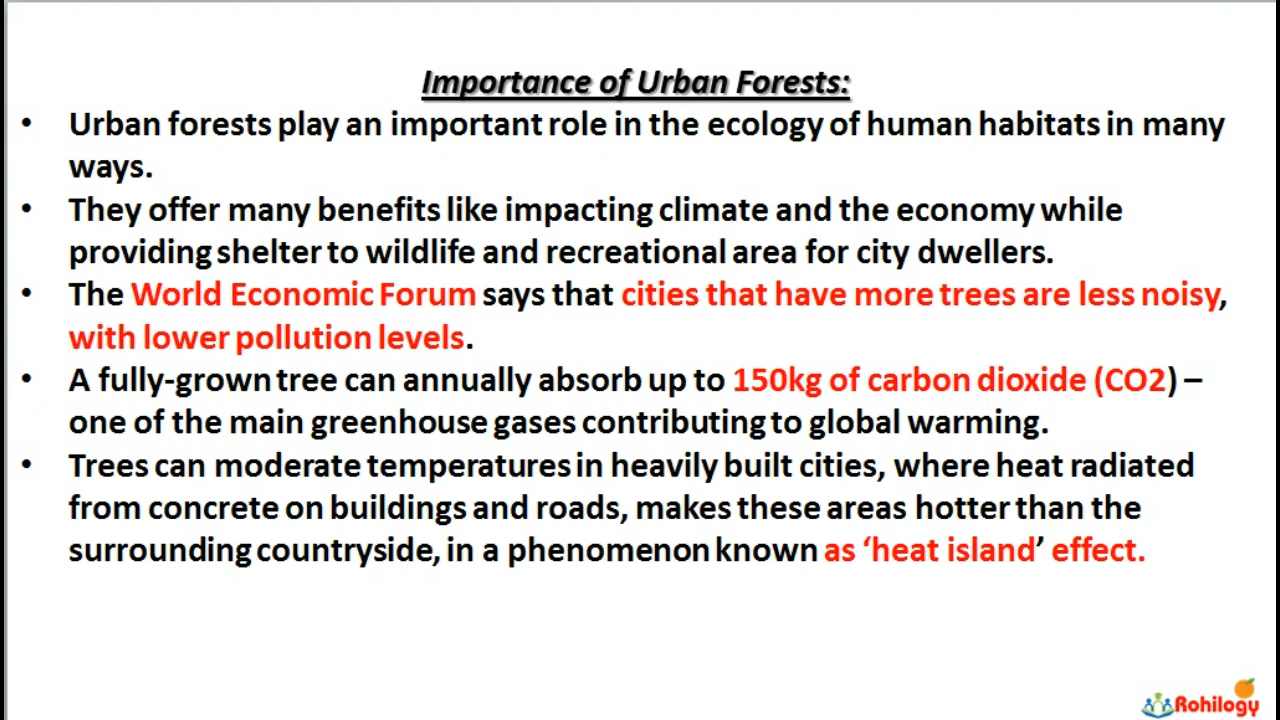 Importance of Urban Forests:
• Urban forests play an important role in the ecology of human habitats in many
ways.
• They offer many benefits like impacting climate and the economy while
providing shelter to wildlife and recreational area for city dwellers.
• The World Economic Forum says that cities that have more trees are less noisy,
with lower pollution levels.
• A fully-grown tree can annually absorb up to 150kg of carbon dioxide (CO2) –
one of the main greenhouse gases contributing to global warming.
• Trees can moderate temperatures in heavily built cities, where heat radiated
from concrete on buildings and roads, makes these areas hotter than the
surrounding countryside, in a phenomenon known as ‘heat island’ effect.
Rohilogy